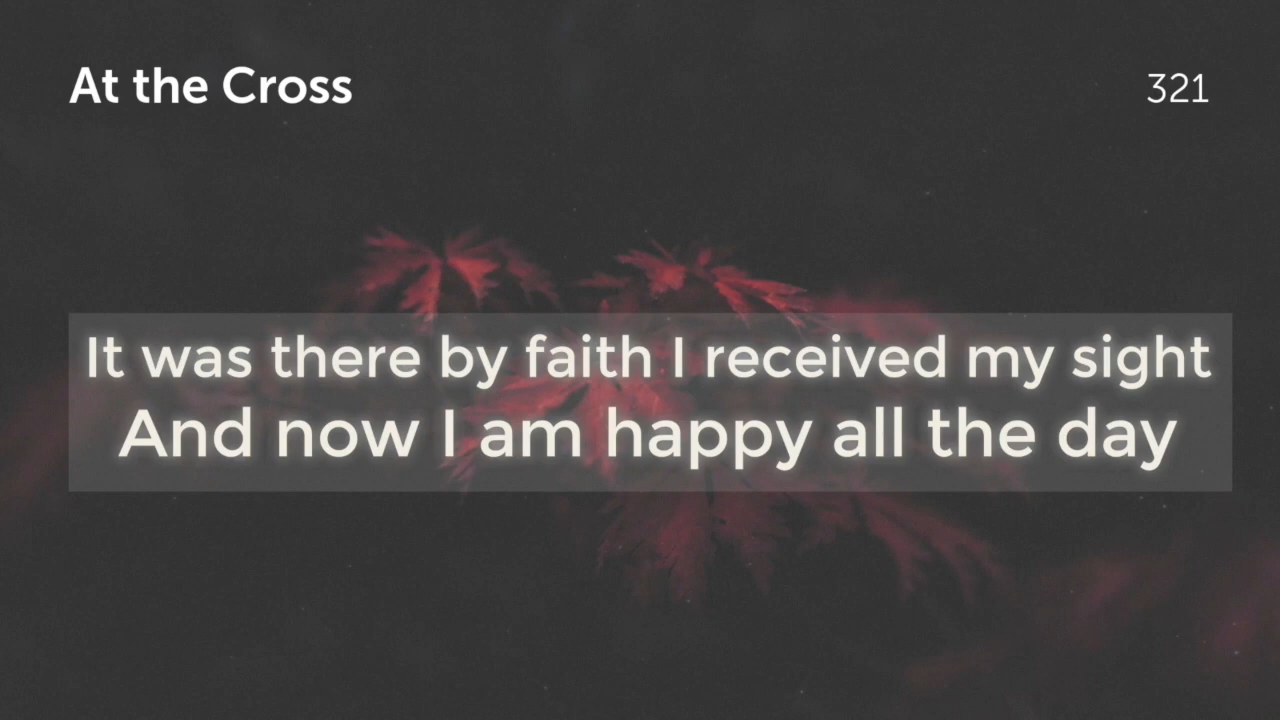 At the Cross
321
It was there by faith I received my sight
And now I am happy all the day